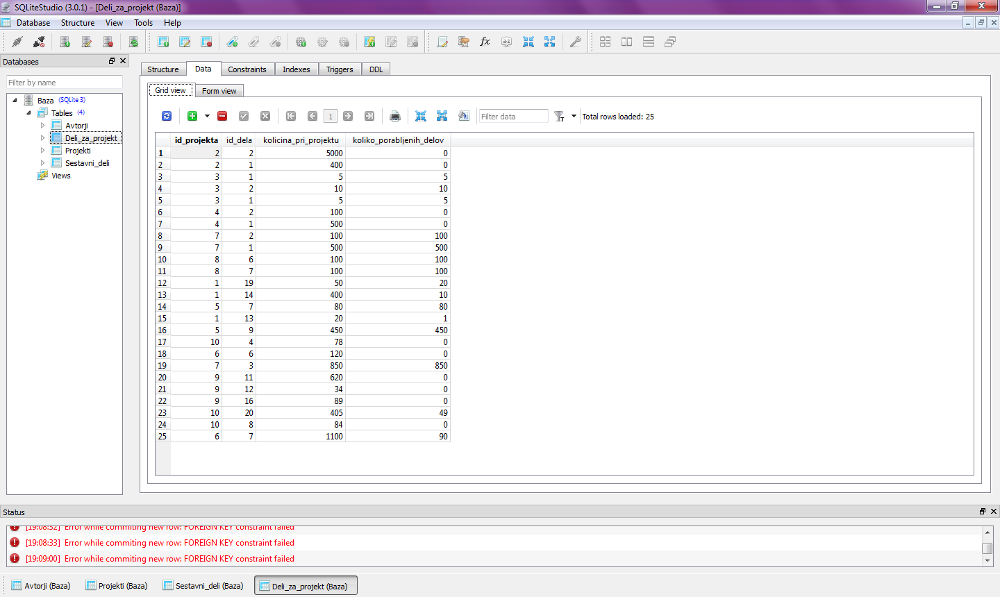 SQLiteStudio (3.0.1) - [Deli_za_projekt (Baza)]
Database Structure View Tools Help
Databases
Filter by name
Baza (SQLite 3)
Tables (4)
Avtorji
Deli_za_projekt
Projekti
Sestavni_deli
Views
Structure Data Constraints Indexes Triggers DDL
Grid view Form view
1 Filter data Total rows loaded: 25
id_projekta id_dela kolicina_pri_projektu koliko_porabljenih_delov
1 2 2 5000 0
2 2 1 400 0
3 3 1 5 5
4 3 2 10 10
5 3 1 5 5
6 4 2 100 0
7 4 1 500 0
8 7 2 100 100
9 7 1 500 500
10 8 6 100 100
11 8 7 100 100
12 1 19 50 20
13 1 14 400 10
14 5 7 80 80
15 1 13 20 1
16 5 9 450 450
17 10 4 78 0
18 6 6 120 0
19 7 3 850 850
20 9 11 620 0
21 9 12 34 0
22 9 16 89 0
23 10 20 405 49
24 10 8 84 0
25 6 7 1100 90
Status
[19:08:32] Error while commiting new row: FOREIGN KEY constraint failed
[19:08:33] Error while commiting new row: FOREIGN KEY constraint failed
[19:09:00] Error while commiting new row: FOREIGN KEY constraint failed
Avtorji (Baza) Projekti (Baza) Sestavni_deli (Baza) Deli_za_projekt (Baza)